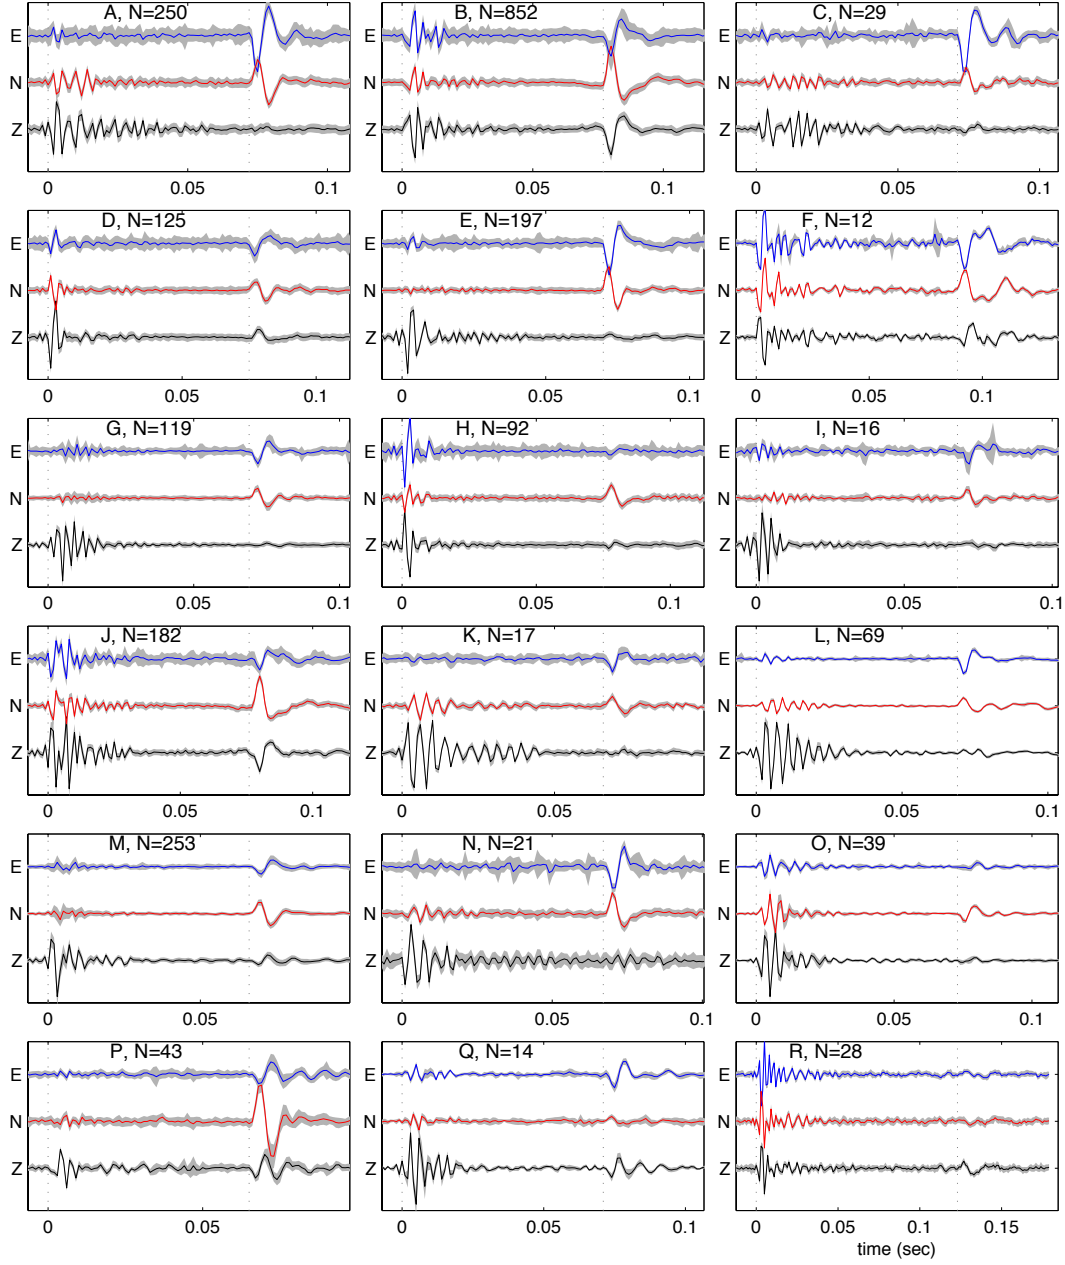 A, N=250
B, N=852
C, N=29
E
N
Z
E
N
Z
E
N
Z
0 0.05 0.1
0 0.05 0.1
0 0.05 0.1
D, N=125
E, N=197
F, N=12
E
N
Z
E
N
Z
E
N
Z
0 0.05 0.1
0 0.05 0.1
0 0.05 0.1
G, N=119
H, N=92
I, N=16
E
N
Z
E
N
Z
E
N
Z
0 0.05 0.1
0 0.05 0.1
0 0.05 0.1
J, N=182
K, N=17
L, N=69
E
N
Z
E
N
Z
E
N
Z
0 0.05 0.1
0 0.05 0.1
0 0.05 0.1
M, N=253
N, N=21
O, N=39
E
N
Z
E
N
Z
E
N
Z
0 0.05
0 0.05 0.1
0 0.05 0.1
P, N=43
Q, N=14
R, N=28
E
N
Z
E
N
Z
E
N
Z
0 0.05
0 0.05 0.1
0 0.05 0.1 0.15
time (sec)